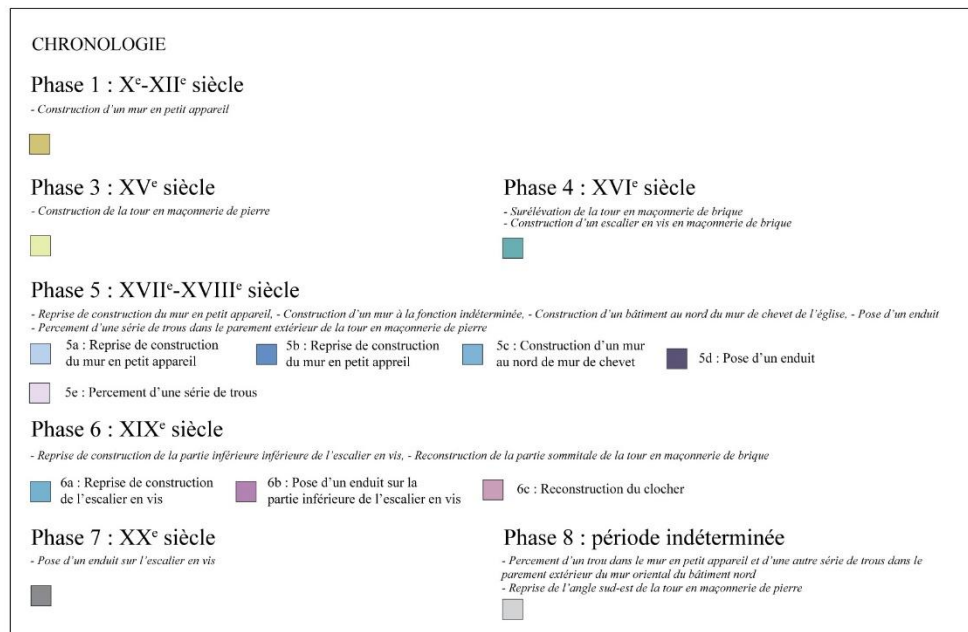 CHRONOLOGIE
Phase 1 : Xe-XIIe siècle
- Construction d'un mur en petit appareil
Phase 3 : XVe siècle
- Construction de la tour en maçonnerie de pierre
Phase 4 : XVIe siècle
- Surélévation de la tour en maçonnerie de brique
- Construction d'un escalier en vis en maçonnerie de brique
Phase 5 : XVIIe-XVIIIe siècle
- Reprise de construction du mur en petit appareil, - Construction d'un mur à la fonction indéterminée, - Construction d'un bâtiment au nord du mur de chevet de l'église, - Pose d'un enduit
- Percement d'une série de trous dans le parement extérieur de la tour en maçonnerie de pierre
5a : Reprise de construction
du mur en petit appareil
5b : Reprise de construction
du mur en petit appreil
5c : Construction d'un mur
au nord de mur de chevet
5d : Pose d'un enduit
5e : Percement d'une série de trous
Phase 6 : XIXe siècle
- Reprise de construction de la partie inférieure inférieure de l'escalier en vis, - Reconstruction de la partie sommitale de la tour en maçonnerie de brique
6a : Reprise de construction
de l'escalier en vis
6b : Pose d'un enduit sur la
partie inférieure de l'escalier en vis
6c : Reconstruction du clocher
Phase 7 : XXe siècle
- Pose d'un enduit sur l'escalier en vis
Phase 8 : période indéterminée
- Percement d'un trou dans le mur en petit appareil et d'une autre série de trous dans le
parement extérieur du mur oriental du bâtiment nord
- Reprise de l'angle sud-est de la tour en maçonnerie de pierre